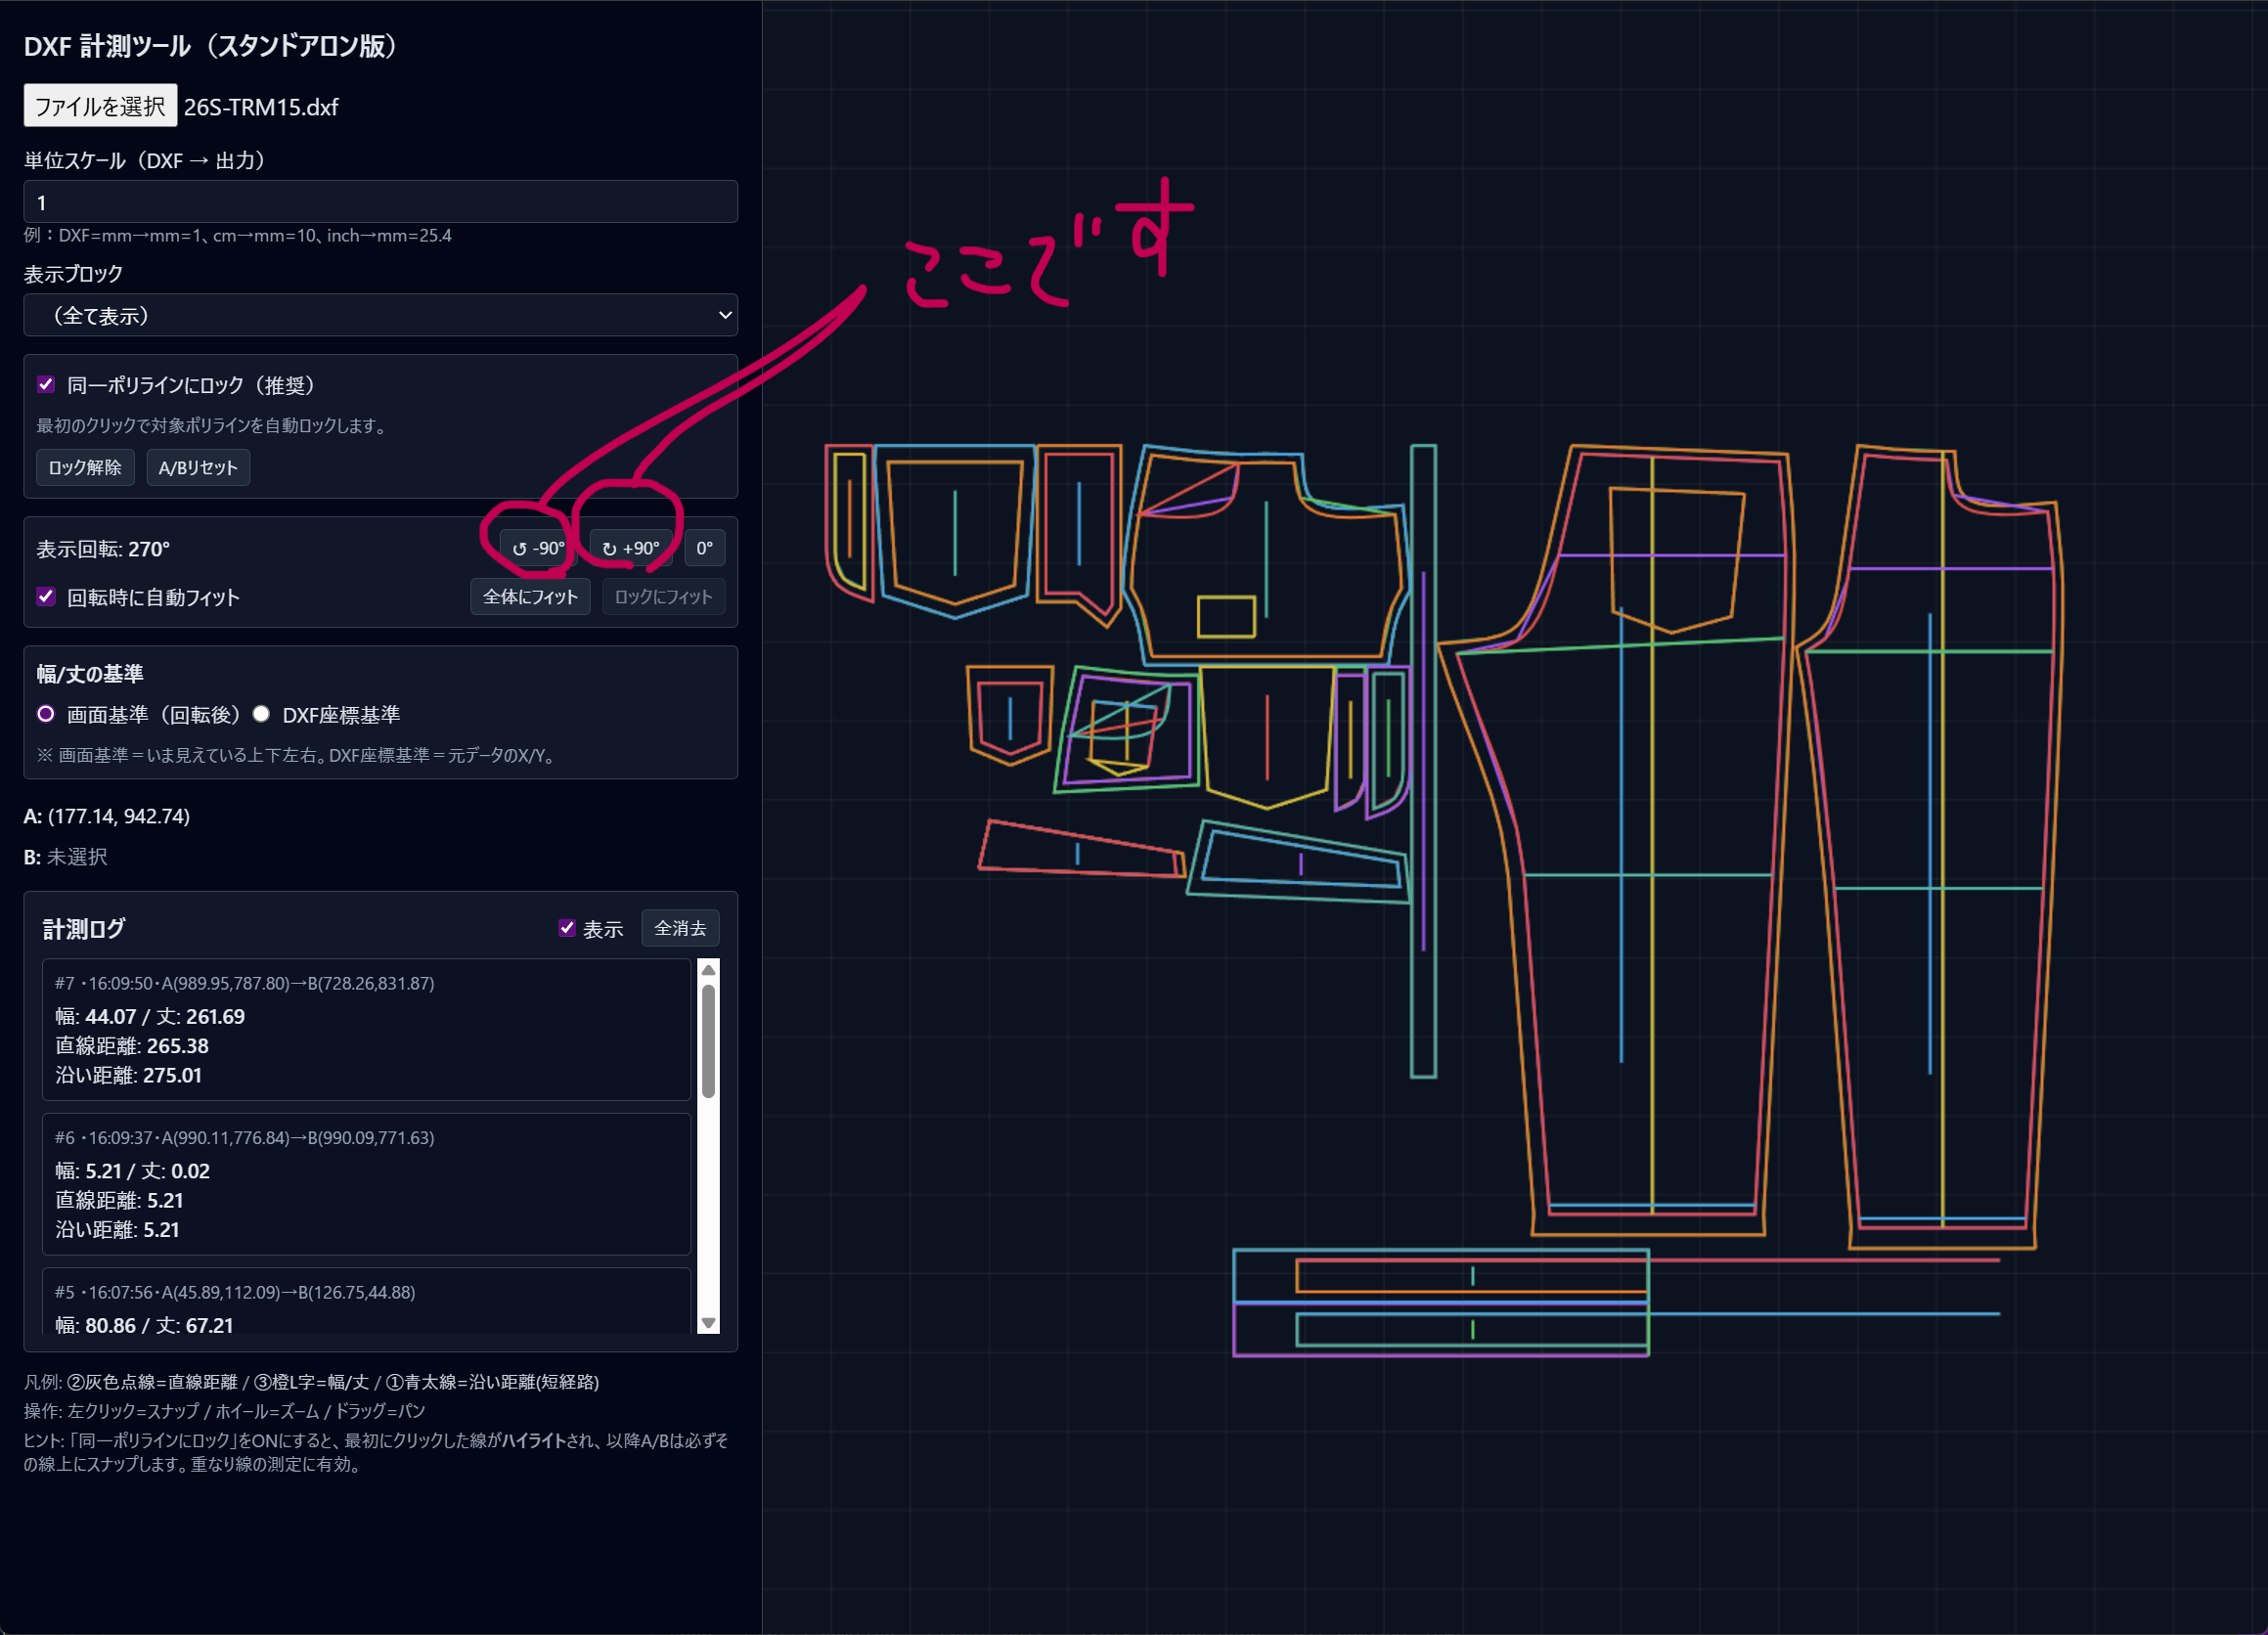 DXF 計測ツール（スタンドアロン版）
ファイルを選択 26S-TRM15.dxf
単位スケール（DXF → 出力）
1
例：DXF=mm→mm=1、cm→mm=10、inch→mm=25.4
表示ブロック
（全て表示）
同一ポリラインにロック（推奨）
最初のクリックで対象ポリラインを自動ロックします。
ロック解除 A/Bリセット
表示回転: 270° ↺ -90° ↻ +90° 0°
回転時に自動フィット 全体にフィット ロックにフィット
幅/丈の基準
画面基準（回転後） DXF座標基準
※ 画面基準＝いま見えている上下左右。DXF座標基準＝元データのX/Y。
A: (177.14, 942.74)
B: 未選択
計測ログ 表示 全消去
#7 ・16:09:50・A(989.95,787.80)→B(728.26,831.87)
幅: 44.07 / 丈: 261.69
直線距離: 265.38
沿い距離: 275.01
#6 ・16:09:37・A(990.11,776.84)→B(990.09,771.63)
幅: 5.21 / 丈: 0.02
直線距離: 5.21
沿い距離: 5.21
#5 ・16:07:56・A(45.89,112.09)→B(126.75,44.88)
幅: 80.86 / 丈: 67.21
凡例: ②灰色点線=直線距離 / ③橙L字=幅/丈 / ①青太線=沿い距離(短経路)
操作: 左クリック=スナップ / ホイール=ズーム / ドラッグ=パン
ヒント: 「同一ポリラインにロック」をONにすると、最初にクリックした線がハイライトされ、以降A/Bは必ずそ
の線上にスナップします。重なり線の測定に有効。
ここです